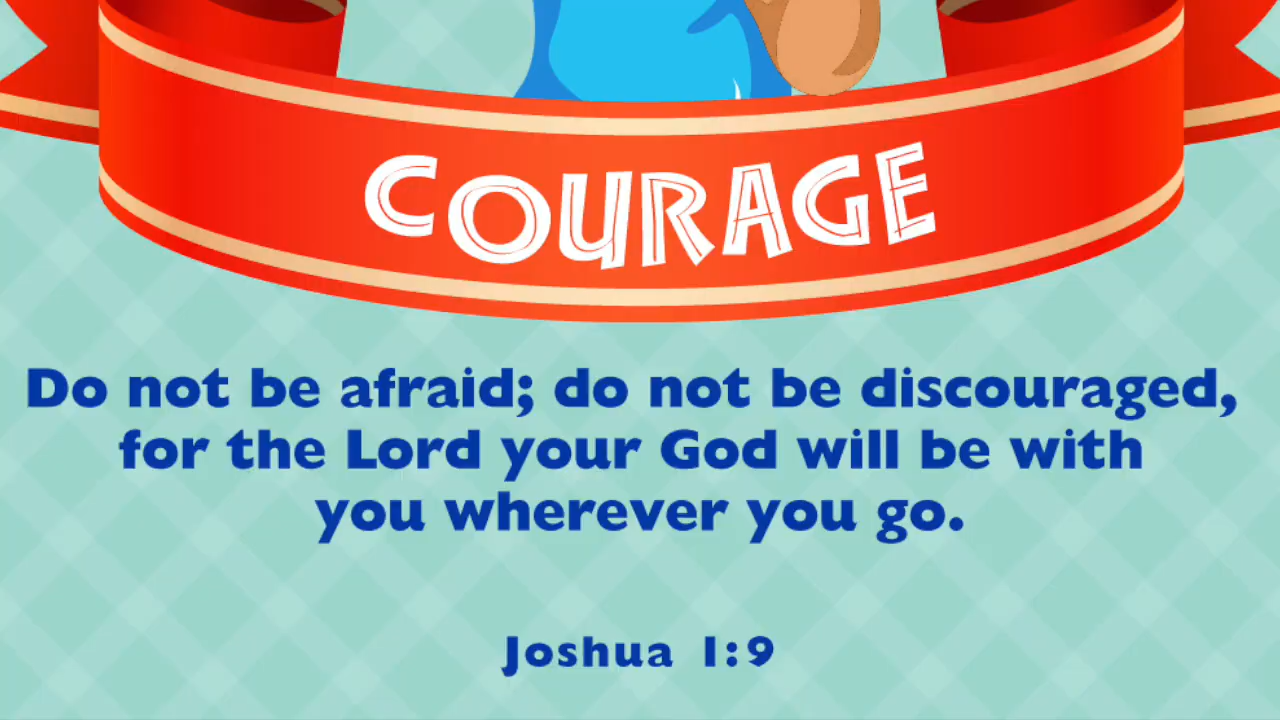 COURAGE
Do not be afraid; do not be discouraged,
for the Lord your God will be with
you wherever you go.
Joshua 1:9